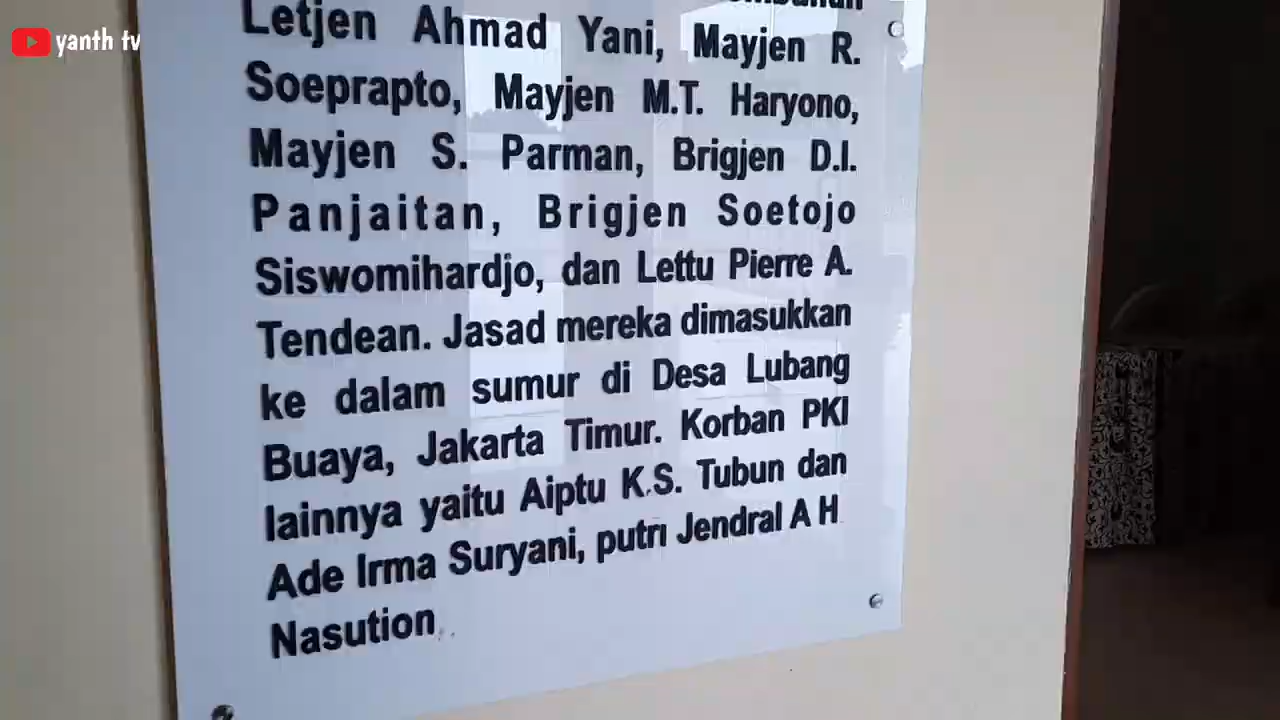 yanth tv
Letjen Ahmad Yani, Mayjen R.
Soeprapto, Mayjen M.T. Haryono,
Mayjen S. Parman, Brigjen D.I.
Panjaitan, Brigjen Soetojo
Siswomihardjo, dan Lettu Pierre A.
Tendean. Jasad mereka dimasukkan
ke dalam sumur di Desa Lubang
Buaya, Jakarta Timur. Korban PKI
lainnya yaitu Aiptu K.S. Tubun dan
Ade Irma Suryani, putri Jendral A H
Nasution